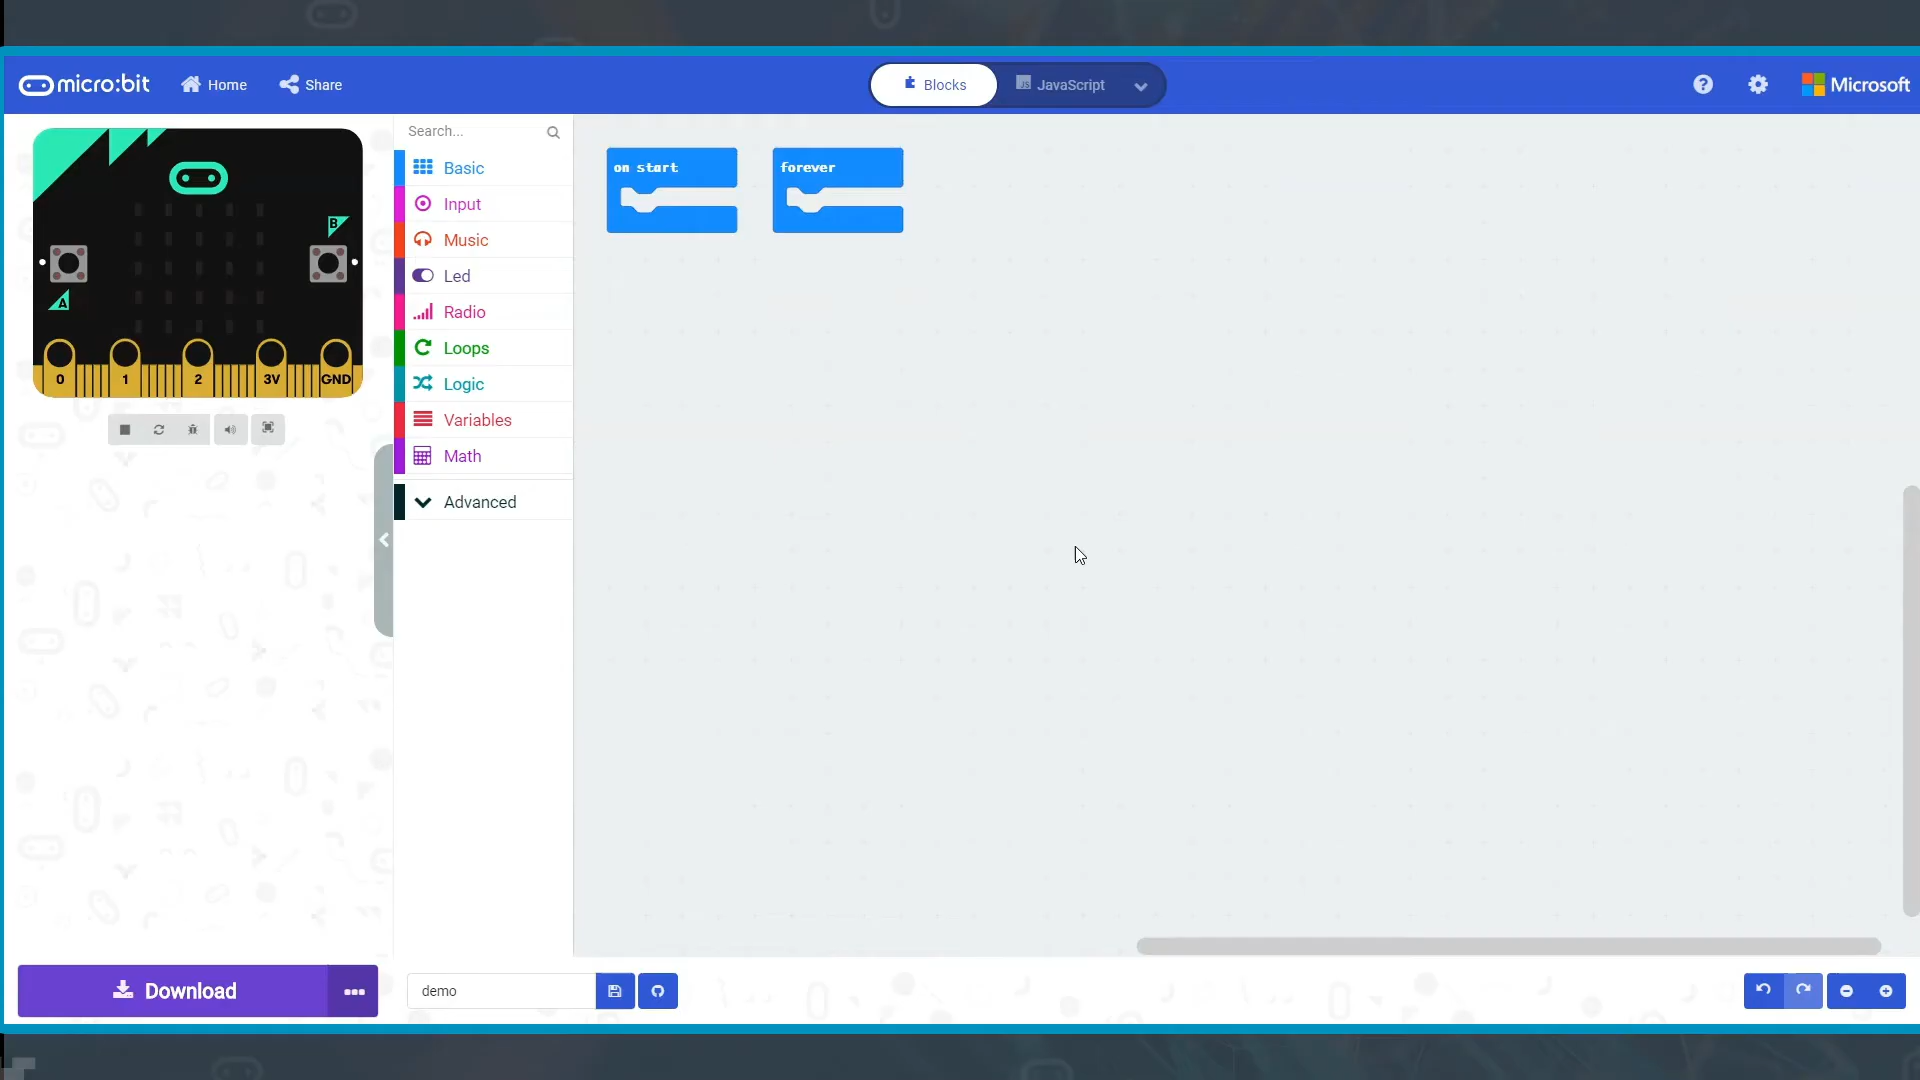 micro:bit
Home
Share
Blocks
JS
JavaScript
?
Microsoft
Search...
Basic
Input
Music
Led
Radio
Loops
Logic
Variables
Math
Advanced
on start
forever
B
A
0
1
2
3V
GND
Download
demo